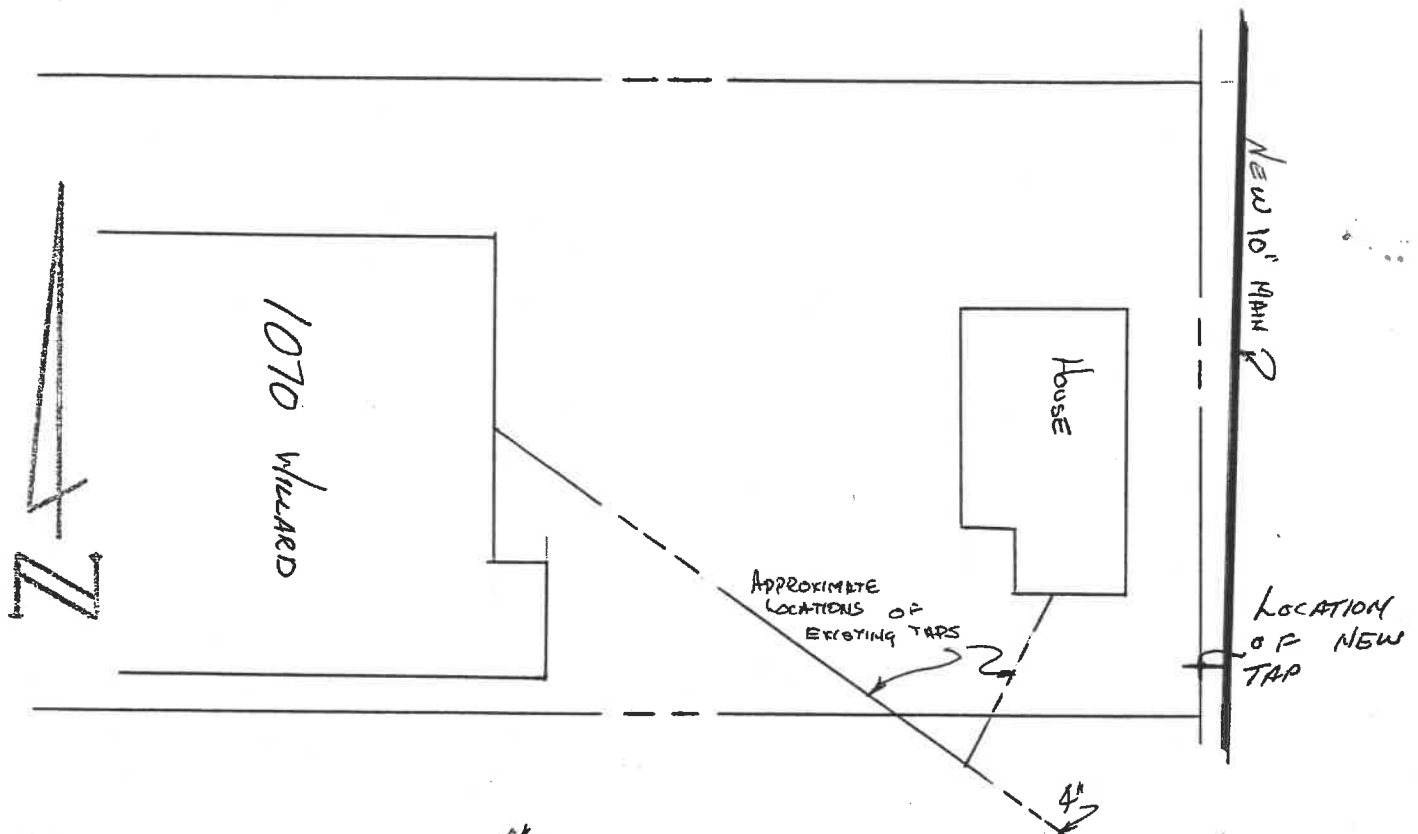 NEW 10" MAIN
1070 WILLARD
HOUSE
APPROXIMATE
LOCATIONS OF
EXISTING TAPS
LOCATION
OF NEW
TAP
4"
N